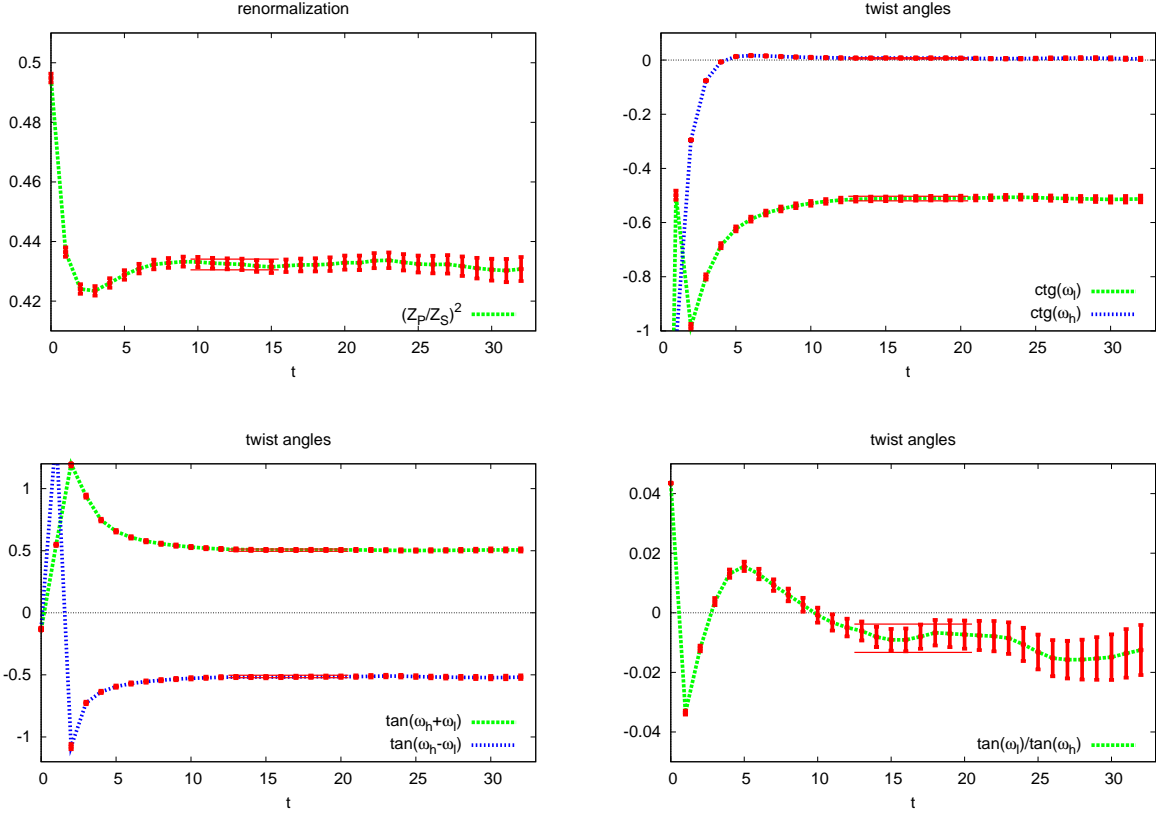 renormalization
0.5
0.48
0.46
0.44
0.42
0 5 10 15 20 25 30
t
(Z_P/Z_S)^2
twist angles
0
-0.2
-0.4
-0.6
-0.8
-1
0 5 10 15 20 25 30
t
ctg(ω_l)
ctg(ω_h)
twist angles
1
0.5
0
-0.5
-1
0 5 10 15 20 25 30
t
tan(ω_h+ω_l)
tan(ω_h-ω_l)
twist angles
0.04
0.02
0
-0.02
-0.04
0 5 10 15 20 25 30
t
tan(ω_l)/tan(ω_h)